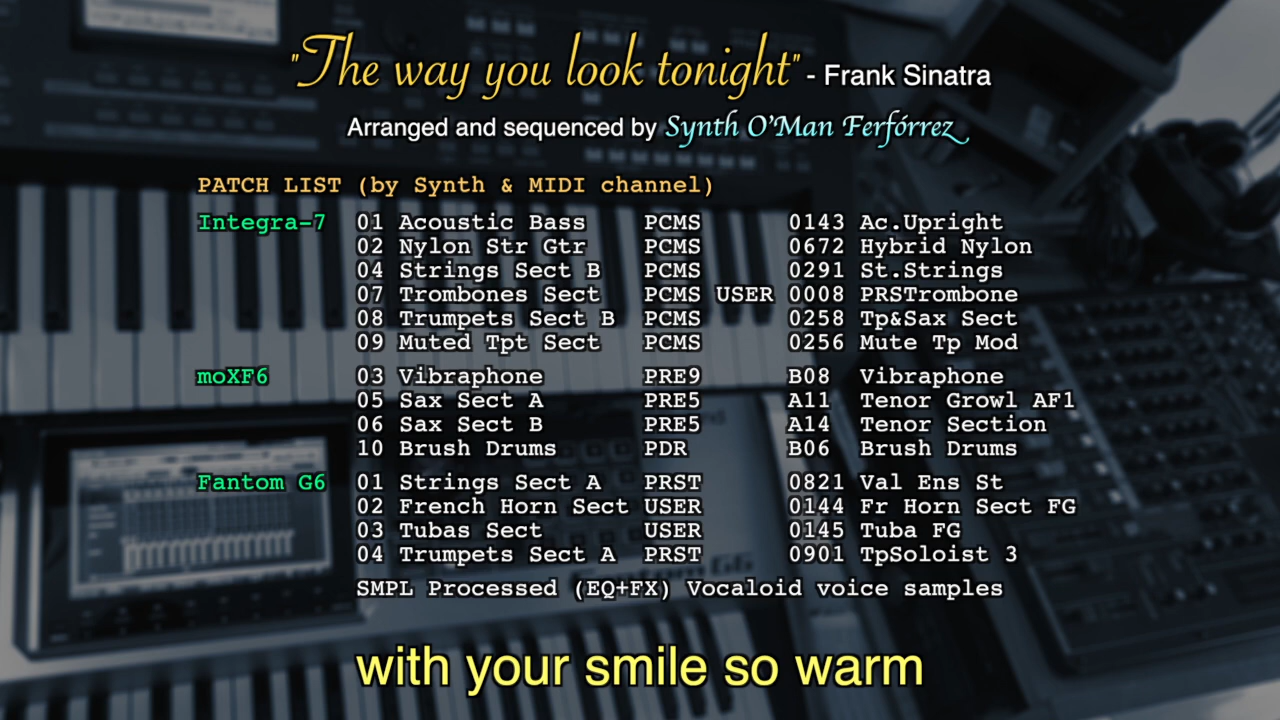 "The way you look tonight" - Frank Sinatra
Arranged and sequenced by Synth O'Man Ferfórrez
PATCH LIST (by Synth & MIDI channel)
Integra-7 01 Acoustic Bass PCMS 0143 Ac.Upright
02 Nylon Str Gtr PCMS 0672 Hybrid Nylon
04 Strings Sect B PCMS 0291 St.Strings
07 Trombones Sect PCMS USER 0008 PRSTrombone
08 Trumpets Sect B PCMS 0258 Tp&Sax Sect
09 Muted Tpt Sect PCMS 0256 Mute Tp Mod
moXF6 03 Vibraphone PRE9 B08 Vibraphone
05 Sax Sect A PRE5 A11 Tenor Growl AF1
06 Sax Sect B PRE5 A14 Tenor Section
10 Brush Drums PDR B06 Brush Drums
Fantom G6 01 Strings Sect A PRST 0821 Val Ens St
02 French Horn Sect USER 0144 Fr Horn Sect FG
03 Tubas Sect USER 0145 Tuba FG
04 Trumpets Sect A PRST 0901 TpSoloist 3
SMPL Processed (EQ+FX) Vocaloid voice samples
with your smile so warm